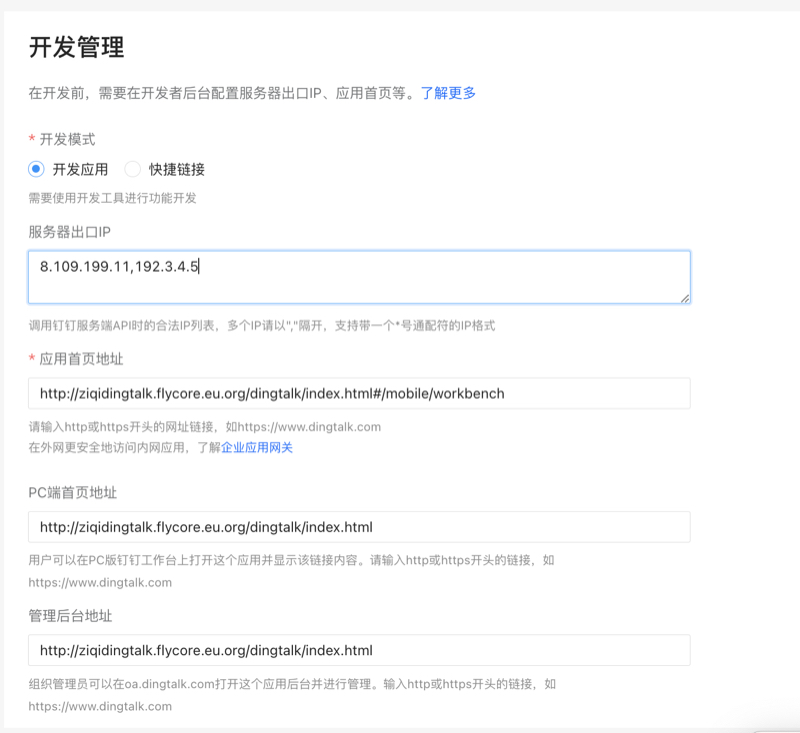 开发管理
在开发前，需要在开发者后台配置服务器出口IP、应用首页等。了解更多
* 开发模式
开发应用 快捷链接
需要使用开发工具进行功能开发
服务器出口IP
8.109.199.11,192.3.4.5
调用钉钉服务端API时的合法IP列表，多个IP请以","隔开，支持带一个*号通配符的IP格式
* 应用首页地址
http://ziqidingtalk.flycore.eu.org/dingtalk/index.html#/mobile/workbench
请输入http或https开头的网址链接，如https://www.dingtalk.com
在外网更安全地访问内网应用，了解企业应用网关
PC端首页地址
http://ziqidingtalk.flycore.eu.org/dingtalk/index.html
用户可以在PC版钉钉工作台上打开这个应用并显示该链接内容。请输入http或https开头的链接，如
https://www.dingtalk.com
管理后台地址
http://ziqidingtalk.flycore.eu.org/dingtalk/index.html
组织管理员可以在oa.dingtalk.com打开这个应用后台并进行管理。输入http或https开头的链接，如
https://www.dingtalk.com